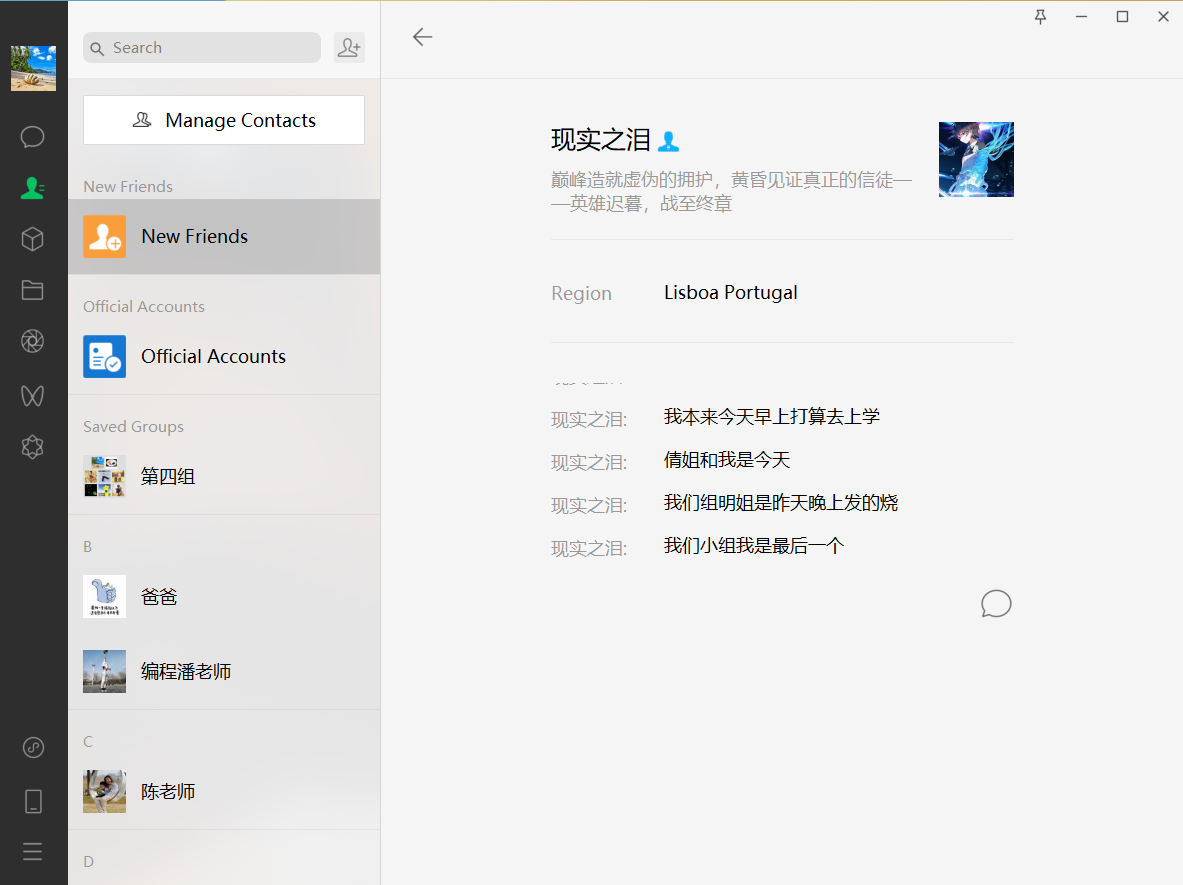 Search
Manage Contacts
New Friends
New Friends
Official Accounts
Official Accounts
Saved Groups
第四组
B
爸爸
编程潘老师
C
陈老师
D
现实之泪
巅峰造就虚伪的拥护，黄昏见证真正的信徒—
—英雄迟暮，战至终章
Region Lisboa Portugal
现实之泪: 我本来今天早上打算去上学
现实之泪: 倩姐和我是今天
现实之泪: 我们组明姐是昨天晚上发的烧
现实之泪: 我们小组我是最后一个